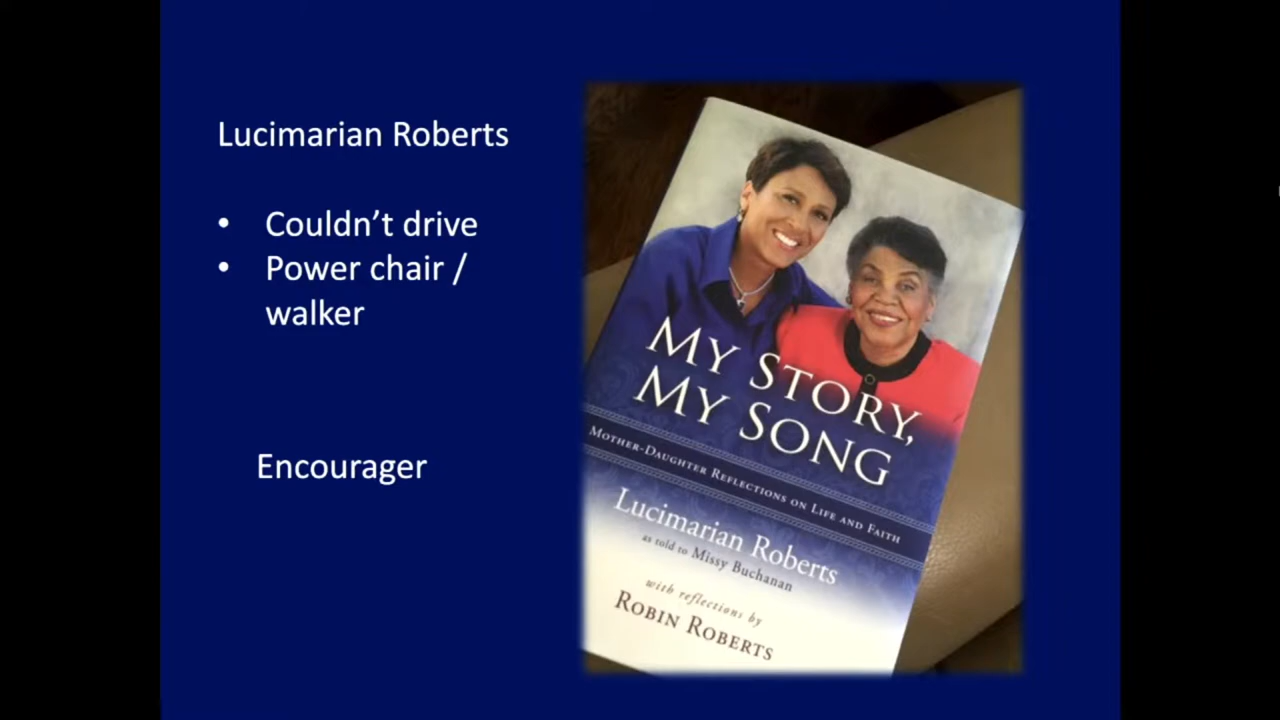 Lucimarian Roberts
• Couldn’t drive
• Power chair /
walker
Encourager
MY STORY,
MY SONG
MOTHER-DAUGHTER REFLECTIONS ON LIFE AND FAITH
Lucimarian Roberts
as told to Missy Buchanan
with reflections by
ROBIN ROBERTS